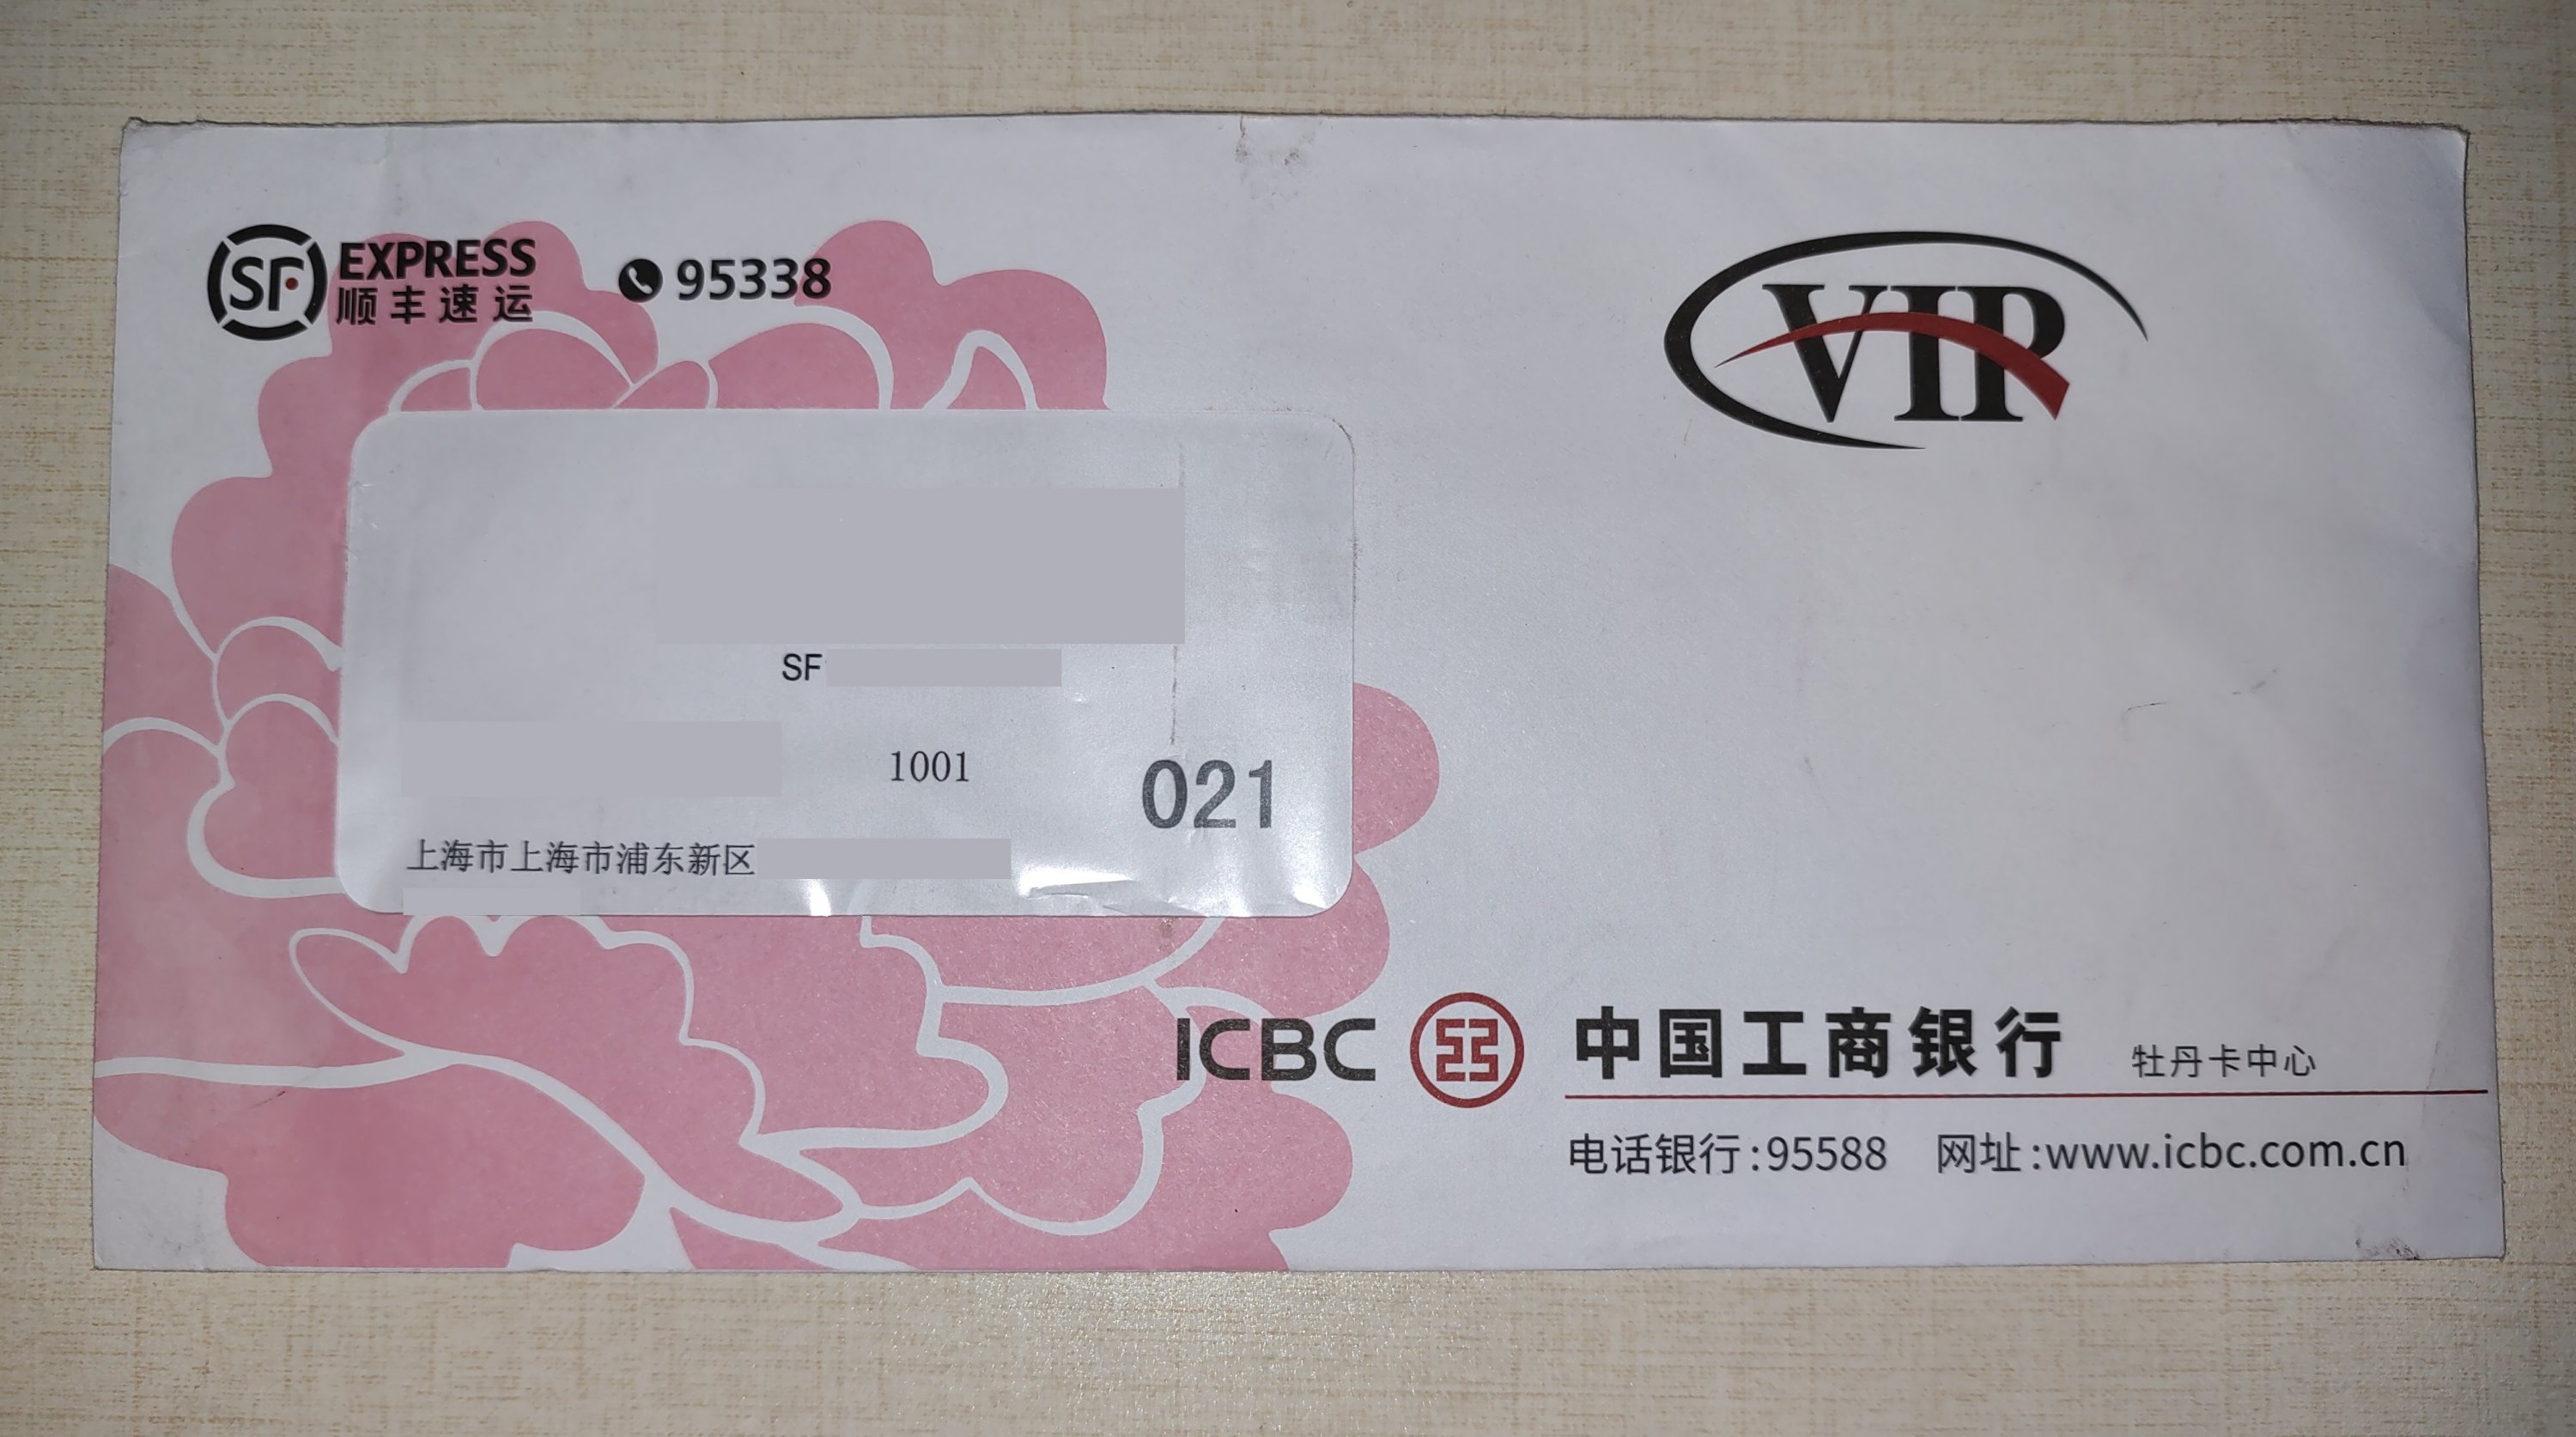 SF EXPRESS
顺丰速运
95338
VIP
SF
1001
021
上海市上海市浦东新区
ICBC 中国工商银行 牡丹卡中心
电话银行:95588 网址:www.icbc.com.cn